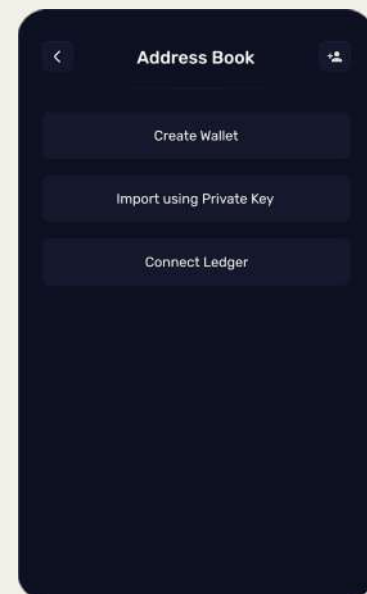 Address Book
Create Wallet
Import using Private Key
Connect Ledger